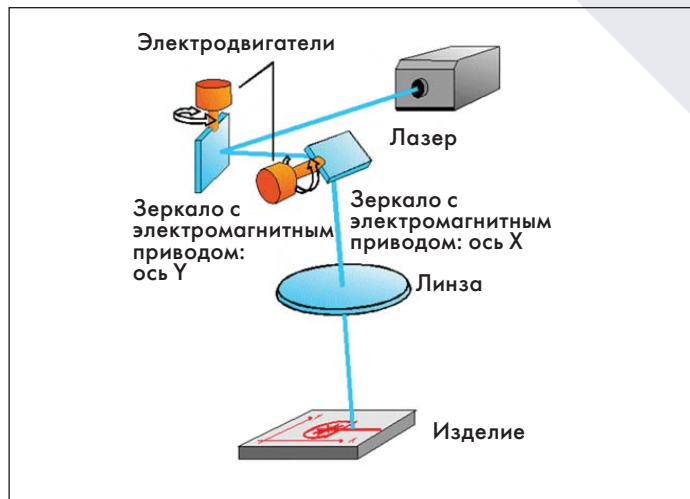 Электродвигатели
Лазер
Зеркало с
электромагнитным
приводом:
ось Y
Зеркало с
электромагнитным
приводом: ось X
Линза
Изделие